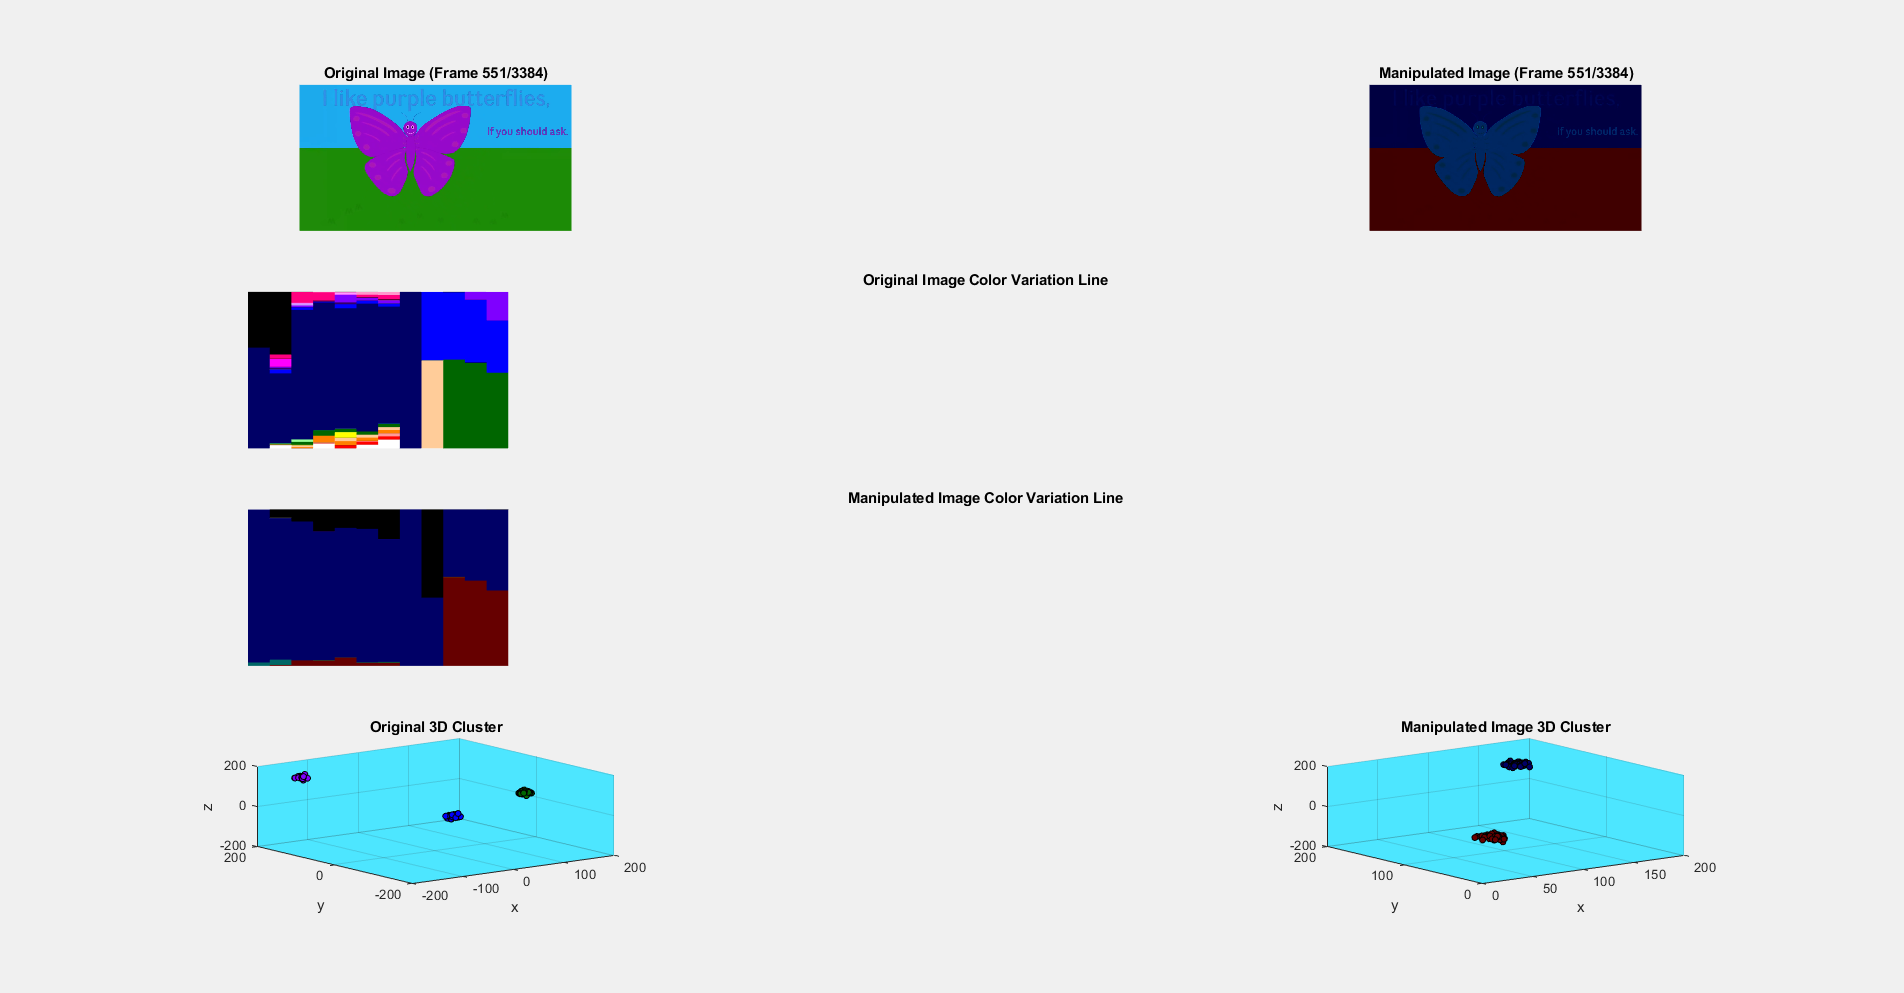 Original Image (Frame 551/3384)
Manipulated Image (Frame 551/3384)
I like purple butterflies,
If you should ask.
I like purple butterflies,
If you should ask.
Original Image Color Variation Line
Manipulated Image Color Variation Line
Original 3D Cluster
200
0
-200
z
200
0
-200
y
-200
-100
0
100
200
x
Manipulated Image 3D Cluster
200
0
-200
z
200
100
0
y
0
50
100
150
200
x